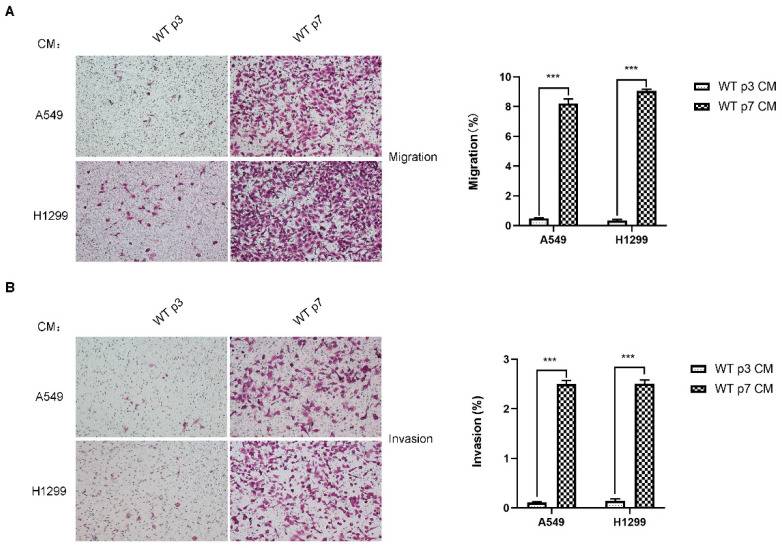 A
CM:
WT p3
WT p7
A549
H1299
Migration
Migration(%)
10
8
6
4
2
0
***
***
A549
H1299
WT p3 CM
WT p7 CM
B
CM:
WT p3
WT p7
A549
H1299
Invasion
Invasion (%)
3
2
1
0
***
***
A549
H1299
WT p3 CM
WT p7 CM